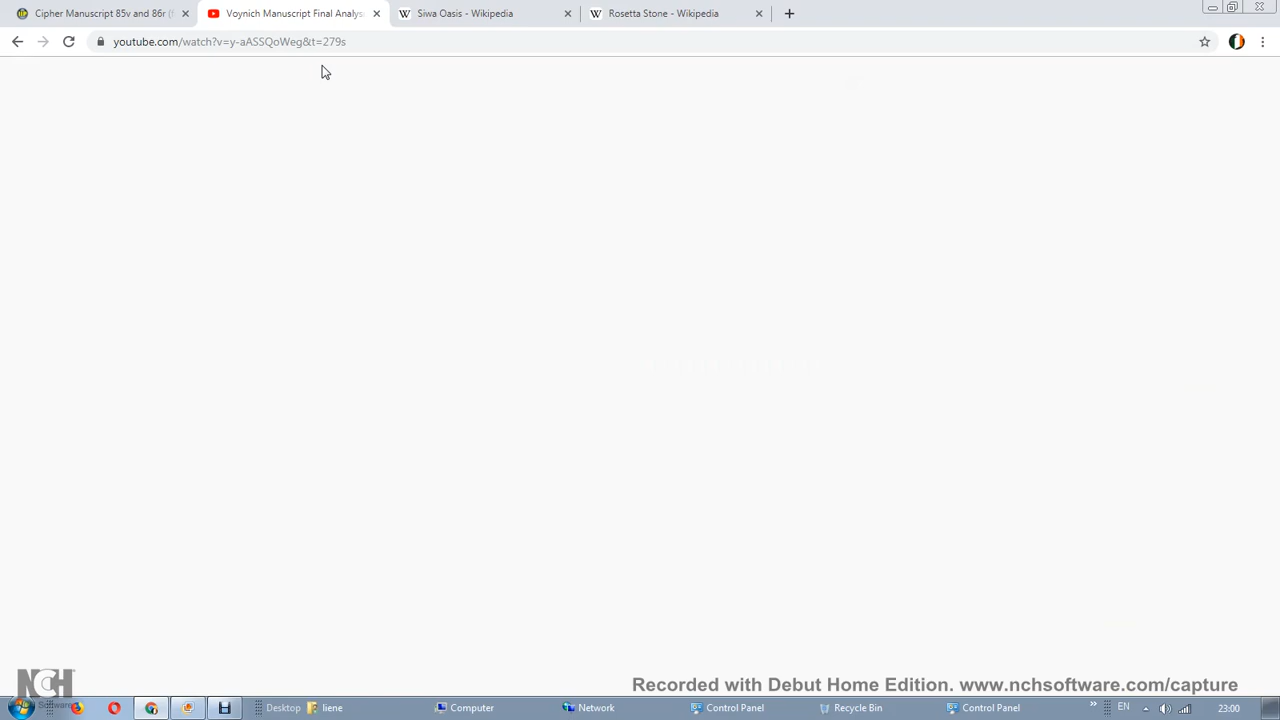 Cipher Manuscript 85v and 86r (f
Voynich Manuscript Final Analys
Siwa Oasis - Wikipedia
Rosetta Stone - Wikipedia
youtube.com/watch?v=y-aASSQoWeg&t=279s
NCH
Software
Recorded with Debut Home Edition. www.nchsoftware.com/capture
Desktop
liene
Computer
Network
Control Panel
Recycle Bin
Control Panel
EN
23:00